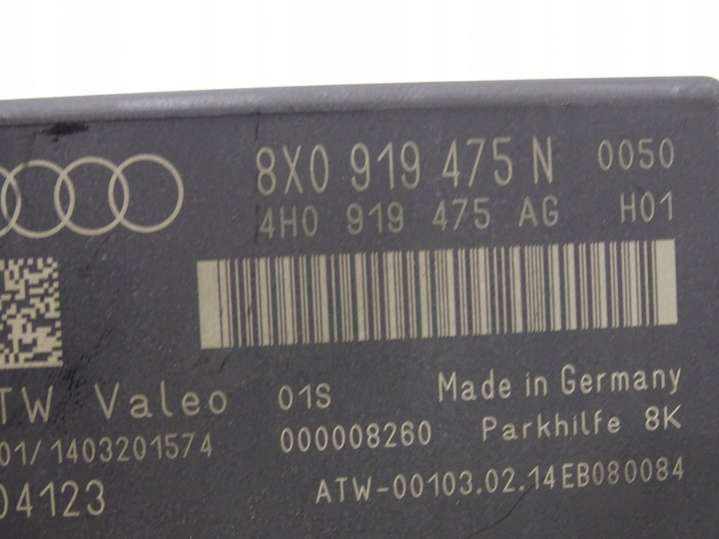 8X0 919 475 N 0050
4H0 919 475 AG H01
TW Valeo 01S Made in Germany
01/1403201574 000008260 Parkhilfe 8K
04123 ATW-00103.02.14EB080084